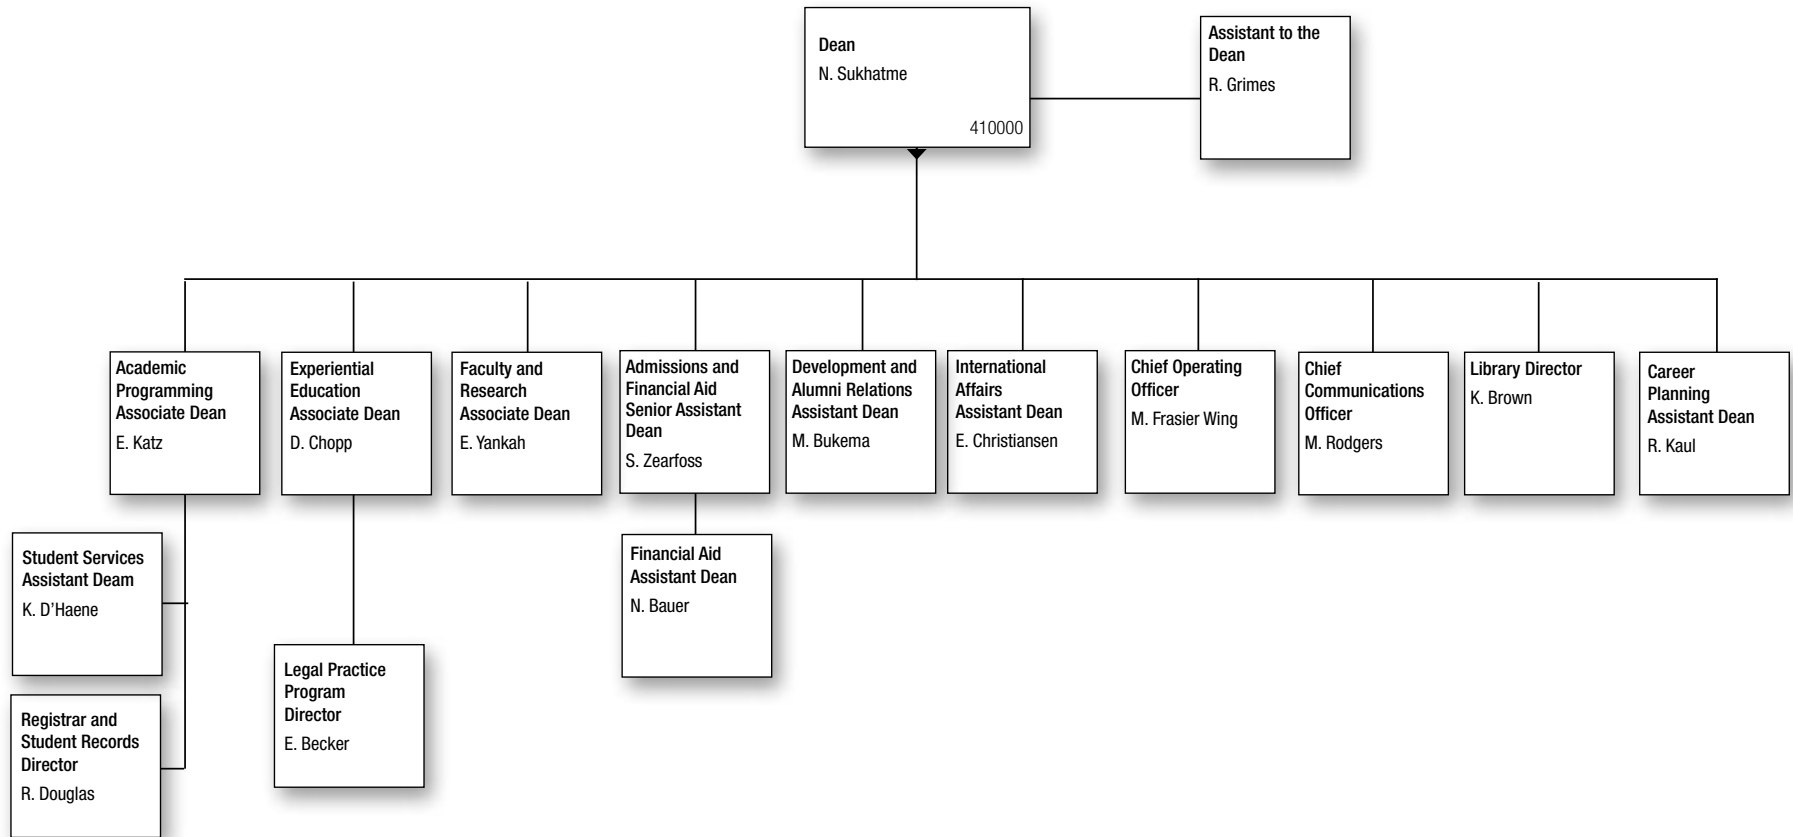 Dean
N. Sukhatme
410000
Assistant to the
Dean
R. Grimes
Academic
Programming
Associate Dean
E. Katz
Experiential
Education
Associate Dean
D. Chopp
Faculty and
Research
Associate Dean
E. Yankah
Admissions and
Financial Aid
Senior Assistant
Dean
S. Zearfoss
Development and
Alumni Relations
Assistant Dean
M. Bukema
International
Affairs
Assistant Dean
E. Christiansen
Chief Operating
Officer
M. Frasier Wing
Chief
Communications
Officer
M. Rodgers
Library Director
K. Brown
Career
Planning
Assistant Dean
R. Kaul
Student Services
Assistant Deam
K. D’Haene
Financial Aid
Assistant Dean
N. Bauer
Legal Practice
Program
Director
E. Becker
Registrar and
Student Records
Director
R. Douglas